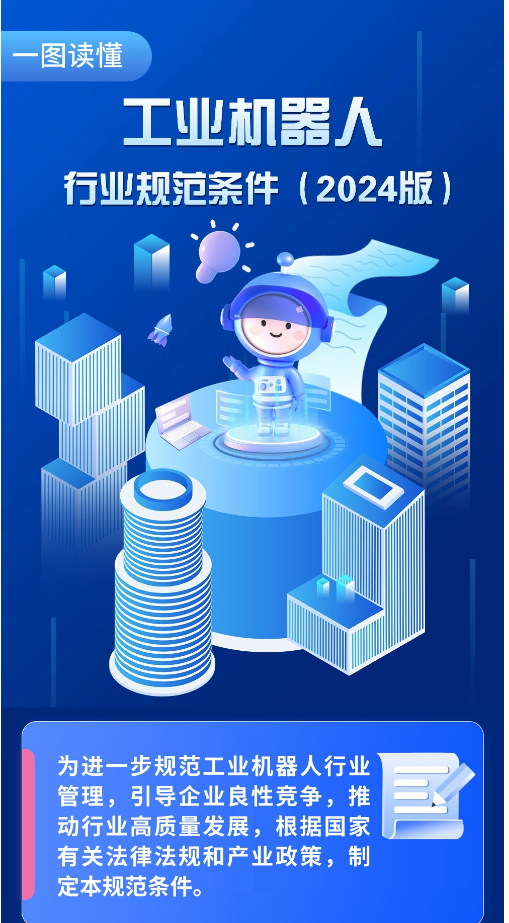 一图读懂
工业机器人
行业规范条件（2024版）
为进一步规范工业机器人行业
管理，引导企业良性竞争，推
动行业高质量发展，根据国家
有关法律法规和产业政策，制
定本规范条件。